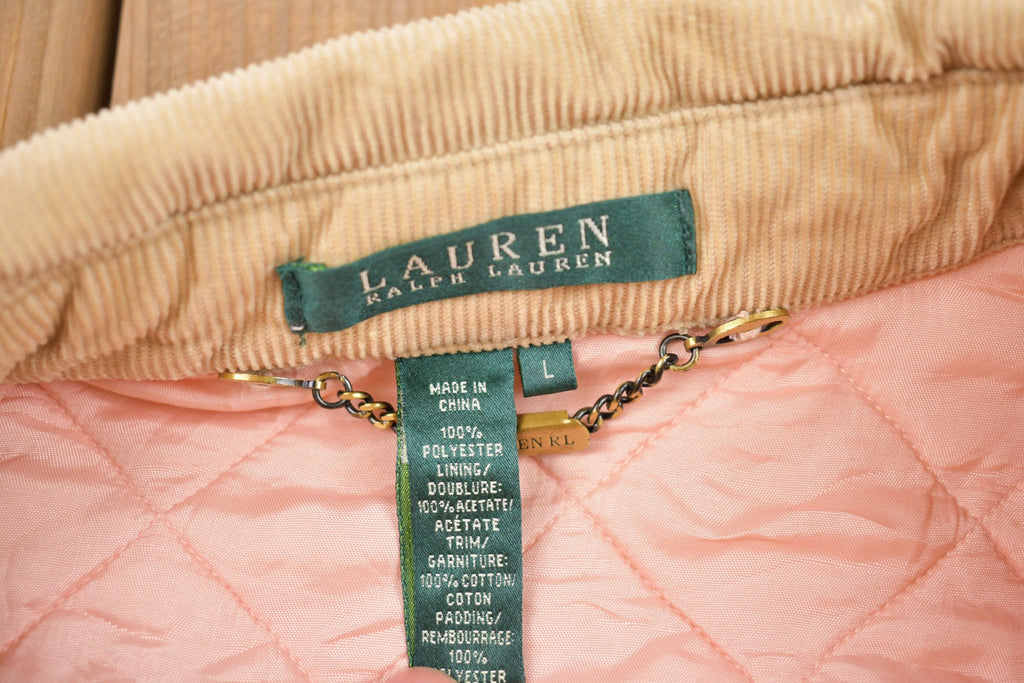 LAUREN
RALPH LAUREN
L
MADE IN
CHINA
100%
POLYESTER
LINING/
DOUBLURE:
100% ACETATE/
ACÉTATE
TRIM/
GARNITURE:
100% COTTON/
COTON
PADDING/
REMBOURRAGE:
100%
EN RL